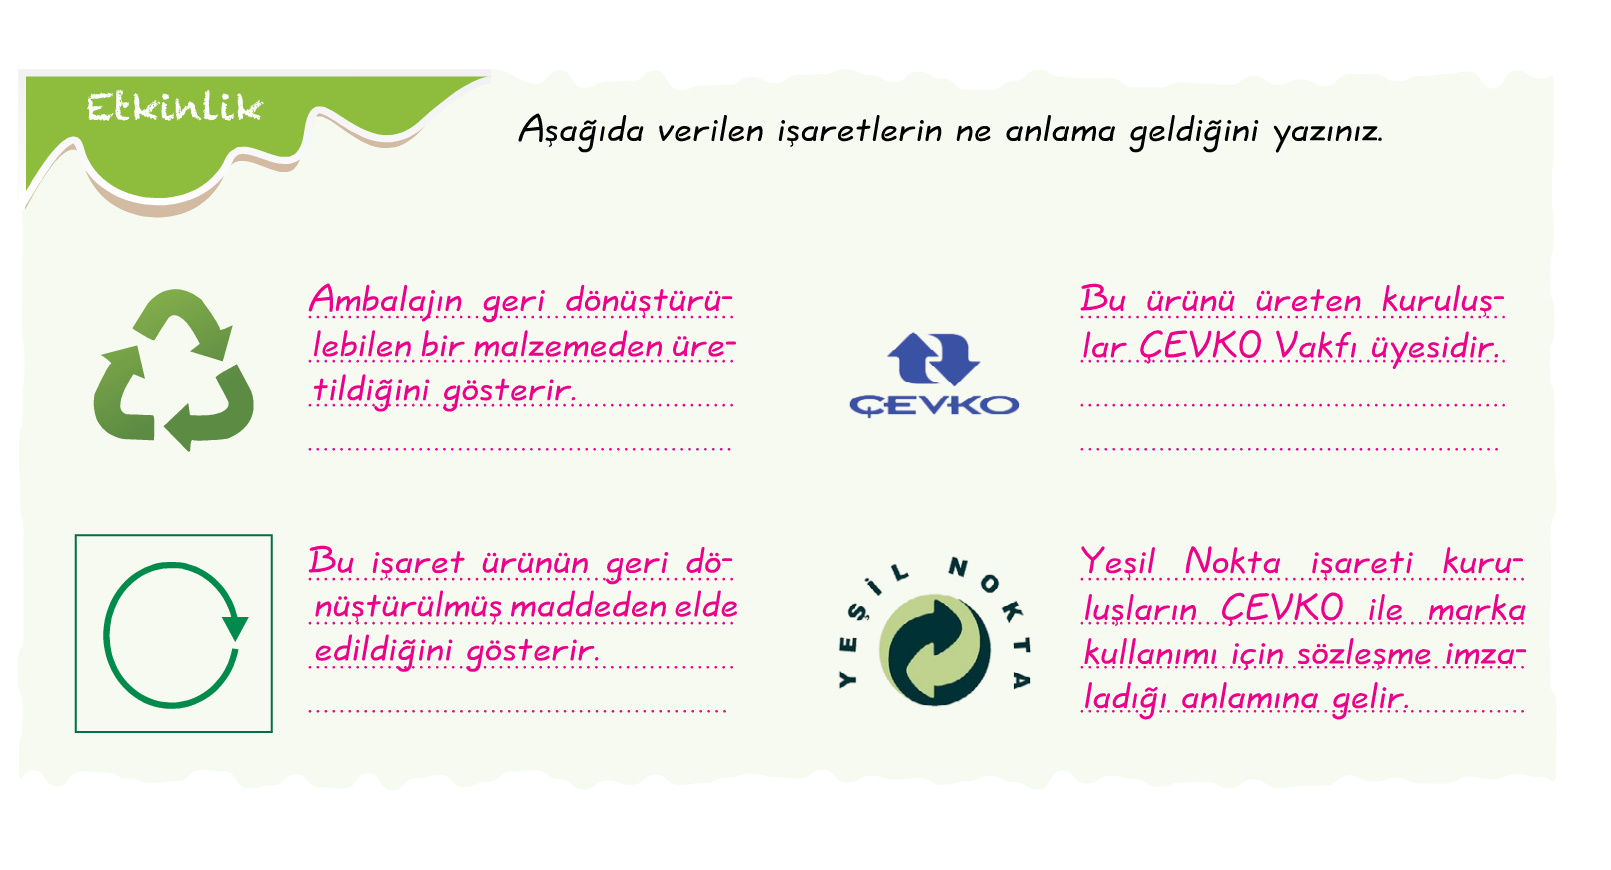 Etkinlik
Aşağıda verilen işaretlerin ne anlama geldiğini yazınız.
Ambalajın geri dönüştürü-
lebilen bir malzemeden üre-
tildiğini gösterir.
ÇEVKO
Bu ürünü üreten kuruluş-
lar ÇEVKO Vakfı üyesidir.
Bu işaret ürünün geri dö-
nüştürülmüş maddeden elde
edildiğini gösterir.
YEŞİL NOKTA
Yeşil Nokta işareti kuru-
luşların ÇEVKO ile marka
kullanımı için sözleşme imza-
ladığı anlamına gelir.